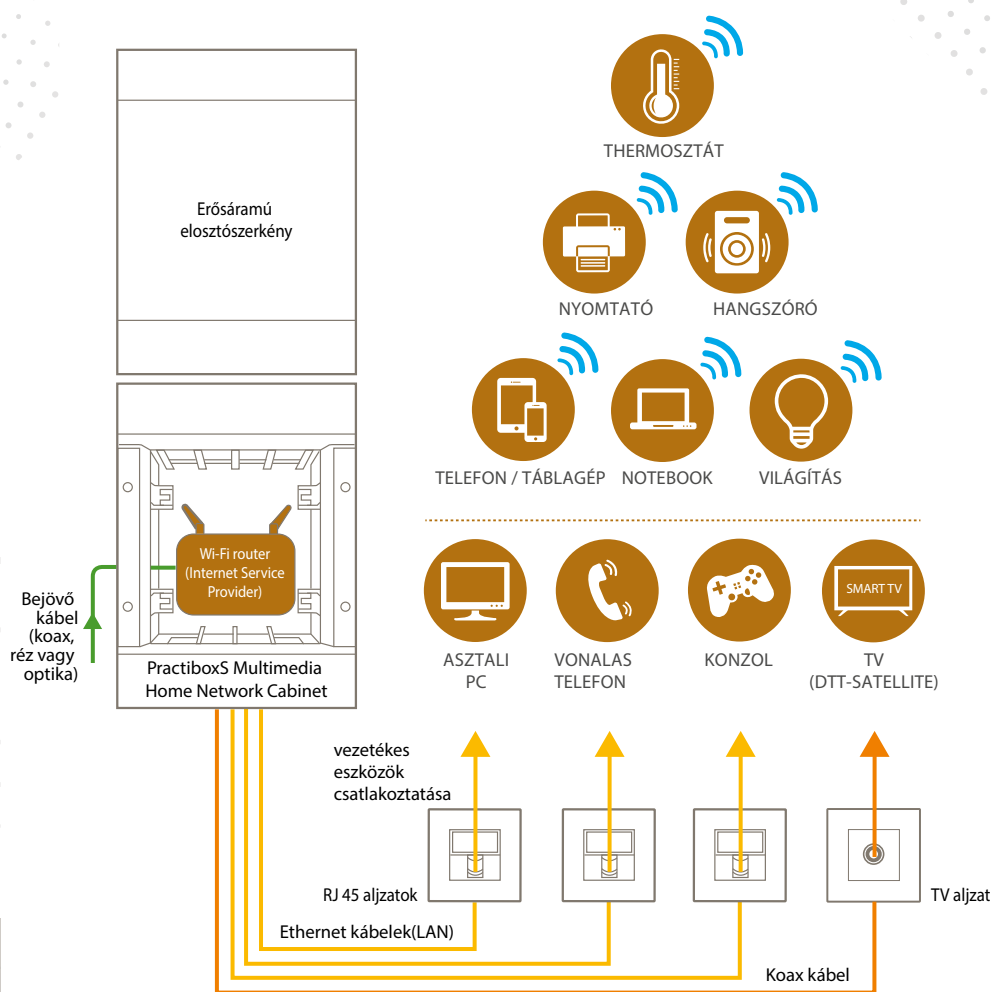 THERMOSZTÁT
Erősáramú
elosztószerkény
NYOMTATÓ
HANGSZÓRÓ
TELEFON / TÁBLAGÉP
NOTEBOOK
VILÁGÍTÁS
Wi-Fi router
(Internet Service
Provider)
Bejövő
kábel
(koax,
réz vagy
optika)
PractiboxS Multimedia
Home Network Cabinet
SMART TV
ASZTALI
PC
VONALAS
TELEFON
KONZOL
TV
(DTT-SATELLITE)
vezetékes
eszközök
csatlakoztatása
RJ 45 aljzatok
TV aljzat
Ethernet kábelek(LAN)
Koax kábel